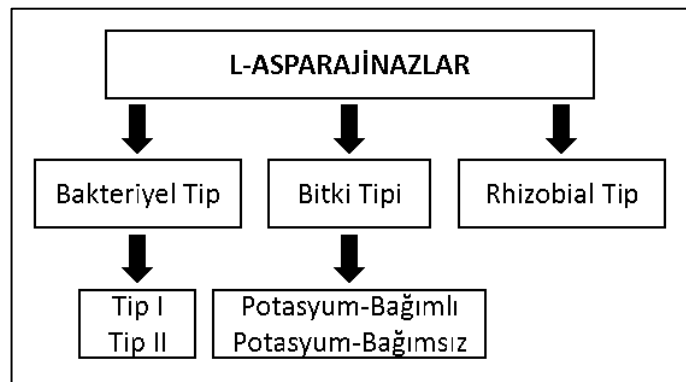 L-ASPARAJİNAZLAR
Bakteriyel Tip
Bitki Tipi
Rhizobial Tip
Tip I
Tip II
Potasyum-Bağımlı
Potasyum-Bağımsız